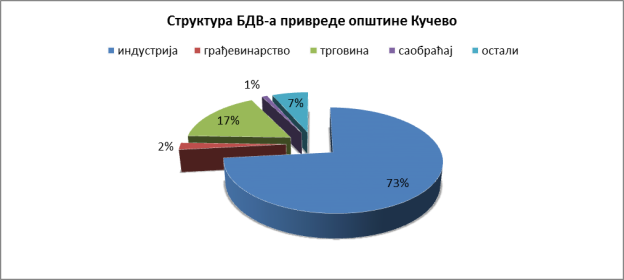 Структура БДВ-а привреде општине Кучево
индустрија грађевинарство трговина саобраћај остали
1%
7%
17%
2%
73%